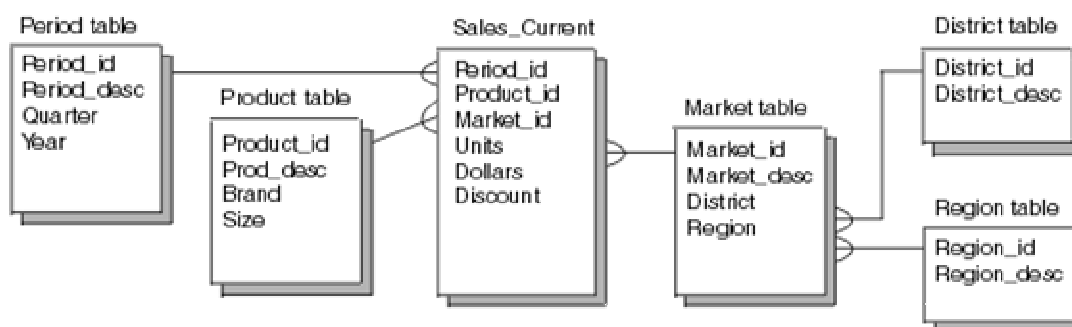 Period table
Period_id
Period_desc
Quarter
Year
Product table
Product_id
Prod_desc
Brand
Size
Sales_Current
Period_id
Product_id
Market_id
Units
Dollars
Discount
Market table
Market_id
Market_desc
District
Region
District table
District_id
District_desc
Region table
Region_id
Region_desc